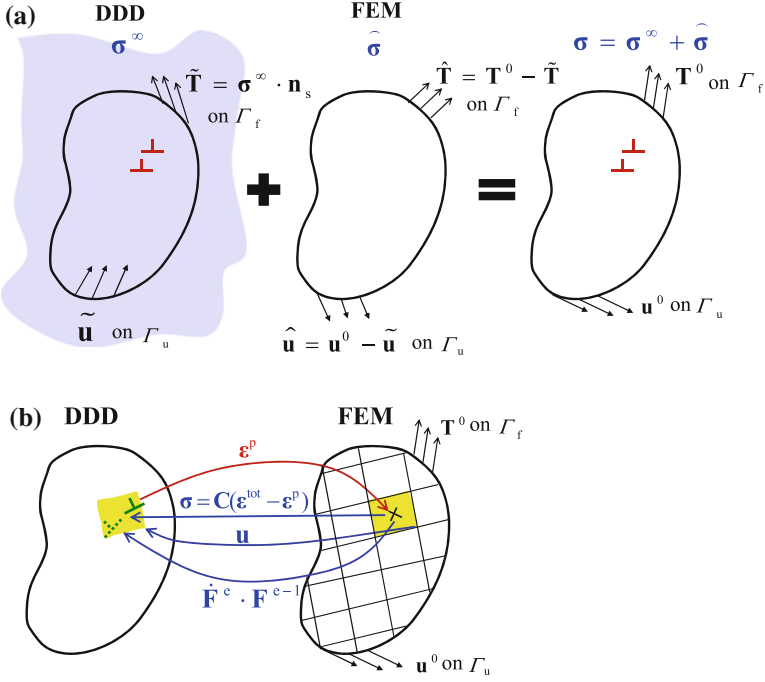 (a) DDD FEM
σ^∞ σ̂ σ = σ^∞ + σ̂
T̃ = σ^∞ · n_s
on Γ_f
T̂ = T^0 − T̃
on Γ_f
T^0 on Γ_f
ũ on Γ_u
û = u^0 − ũ on Γ_u
u^0 on Γ_u
(b) DDD FEM
T^0 on Γ_f
ε^p
σ = C(ε^tot − ε^p)
u
Ḟ^e · F^e−1
u^0 on Γ_u